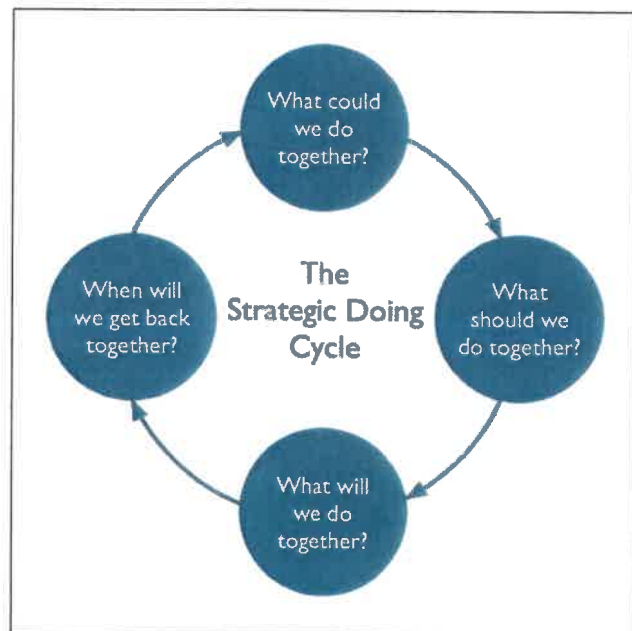 What could
we do
together?
The
Strategic Doing
Cycle
What
should we
do together?
What will
we do
together?
When will
we get back
together?